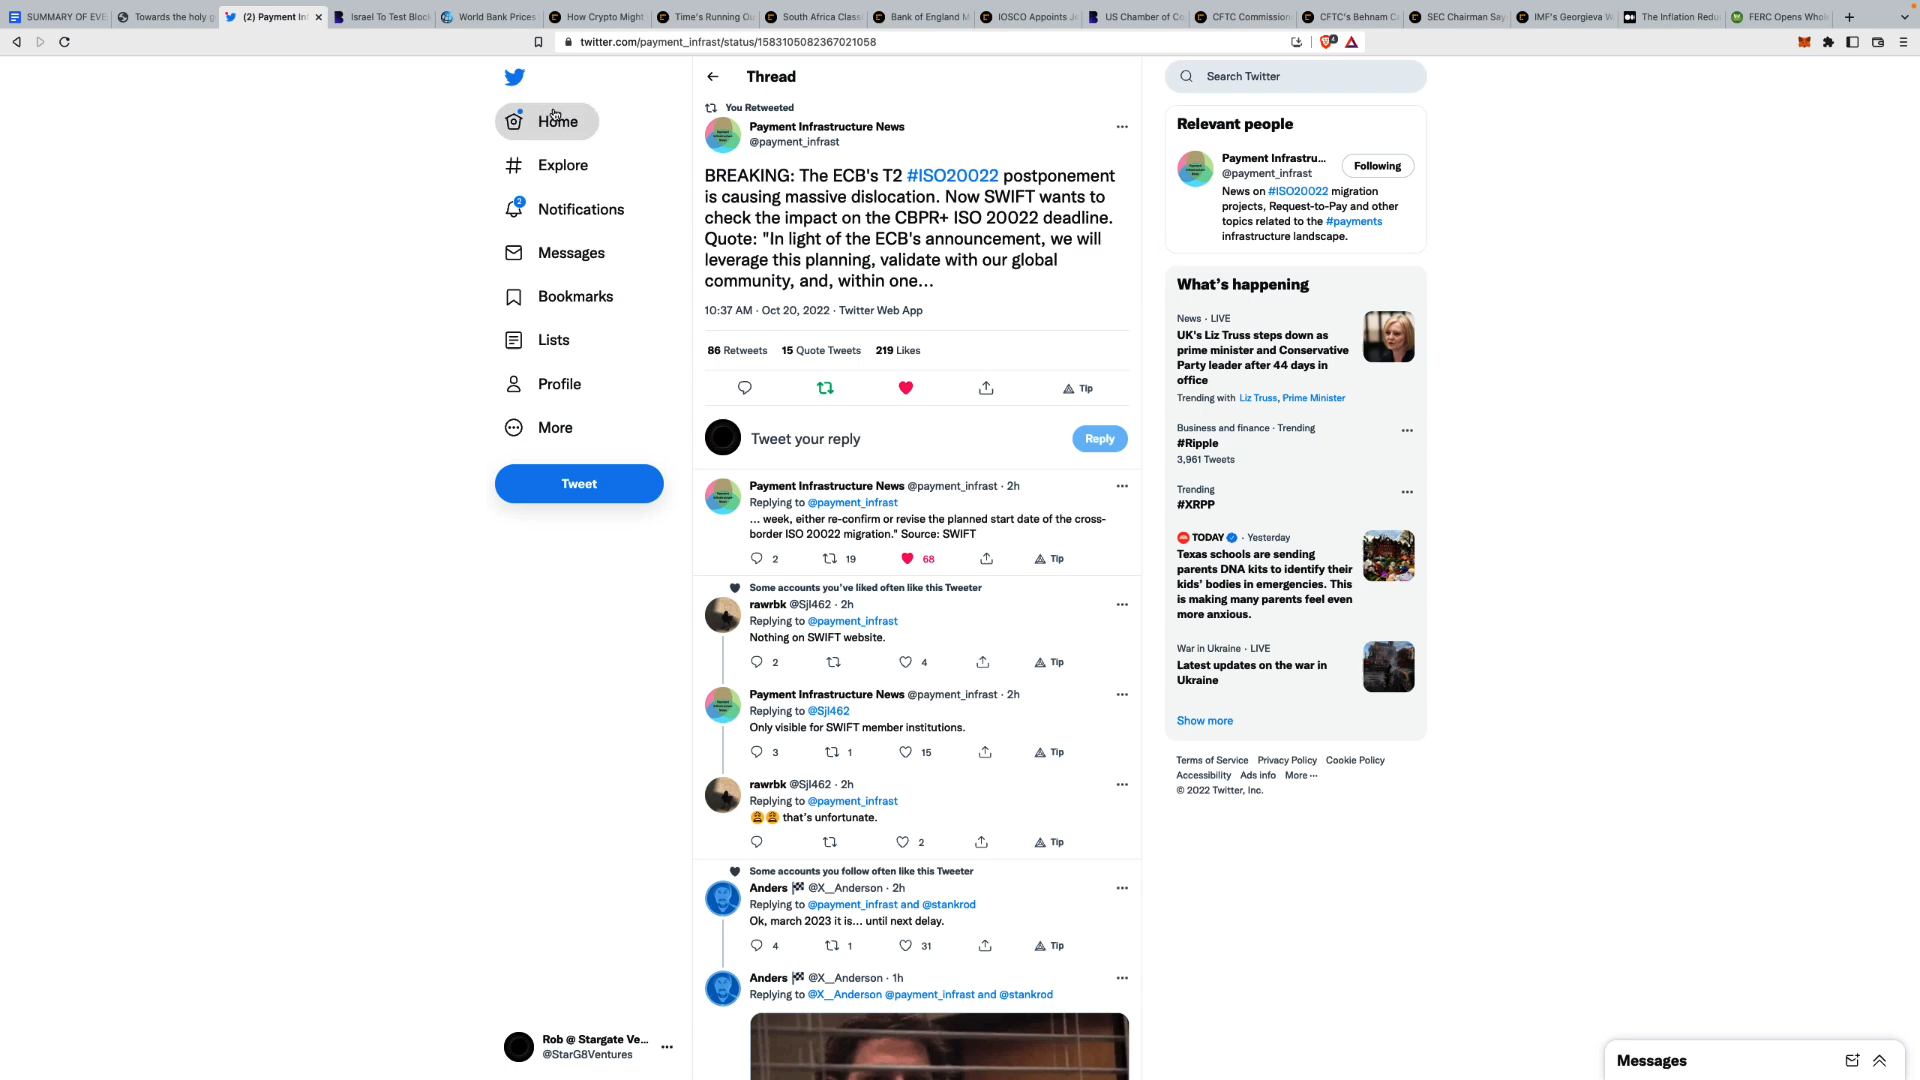 SUMMARY OF EVE
Towards the holy g
(2) Payment In
Israel To Test Block
World Bank Prices
How Crypto Might
Time's Running Ou
South Africa Class
Bank of England M
IOSCO Appoints J
US Chamber of Co
CFTC Commission
CFTC's Behnam C
SEC Chairman Say
IMF's Georgieva W
The Inflation Redu
FERC Opens Whol
twitter.com/payment_infrast/status/1583105082367021058
Home
Explore
2
Notifications
Messages
Bookmarks
Lists
Profile
More
Tweet
Rob @ Stargate Ve...
@StarG8Ventures
Thread
You Retweeted
Payment Infrastructure News
@payment_infrast
BREAKING: The ECB's T2 #ISO20022 postponement
is causing massive dislocation. Now SWIFT wants to
check the impact on the CBPR+ ISO 20022 deadline.
Quote: "In light of the ECB's announcement, we will
leverage this planning, validate with our global
community, and, within one...
10:37 AM · Oct 20, 2022 · Twitter Web App
86 Retweets 15 Quote Tweets 219 Likes
Tip
Tweet your reply
Reply
Payment Infrastructure News @payment_infrast · 2h
Replying to @payment_infrast
... week, either re-confirm or revise the planned start date of the cross-
border ISO 20022 migration." Source: SWIFT
2 19 68 Tip
Some accounts you've liked often like this Tweeter
rawrbk @Sjl462 · 2h
Replying to @payment_infrast
Nothing on SWIFT website.
2 4 Tip
Payment Infrastructure News @payment_infrast · 2h
Replying to @Sjl462
Only visible for SWIFT member institutions.
3 1 15 Tip
rawrbk @Sjl462 · 2h
Replying to @payment_infrast
😩😩 that's unfortunate.
2 Tip
Some accounts you follow often like this Tweeter
Anders 🏁 @X__Anderson · 2h
Replying to @payment_infrast and @stankrod
Ok, march 2023 it is... until next delay.
4 1 31 Tip
Anders 🏁 @X__Anderson · 1h
Replying to @X__Anderson @payment_infrast and @stankrod
Search Twitter
Relevant people
Payment Infrastru...
@payment_infrast
Following
News on #ISO20022 migration
projects, Request-to-Pay and other
topics related to the #payments
infrastructure landscape.
What's happening
News · LIVE
UK's Liz Truss steps down as
prime minister and Conservative
Party leader after 44 days in
office
Trending with Liz Truss, Prime Minister
Business and finance · Trending
#Ripple
3,961 Tweets
Trending
#XRPP
TODAY · Yesterday
Texas schools are sending
parents DNA kits to identify their
kids' bodies in emergencies. This
is making many parents feel even
more anxious.
War in Ukraine · LIVE
Latest updates on the war in
Ukraine
Show more
Terms of Service Privacy Policy Cookie Policy
Accessibility Ads info More ···
© 2022 Twitter, Inc.
Messages